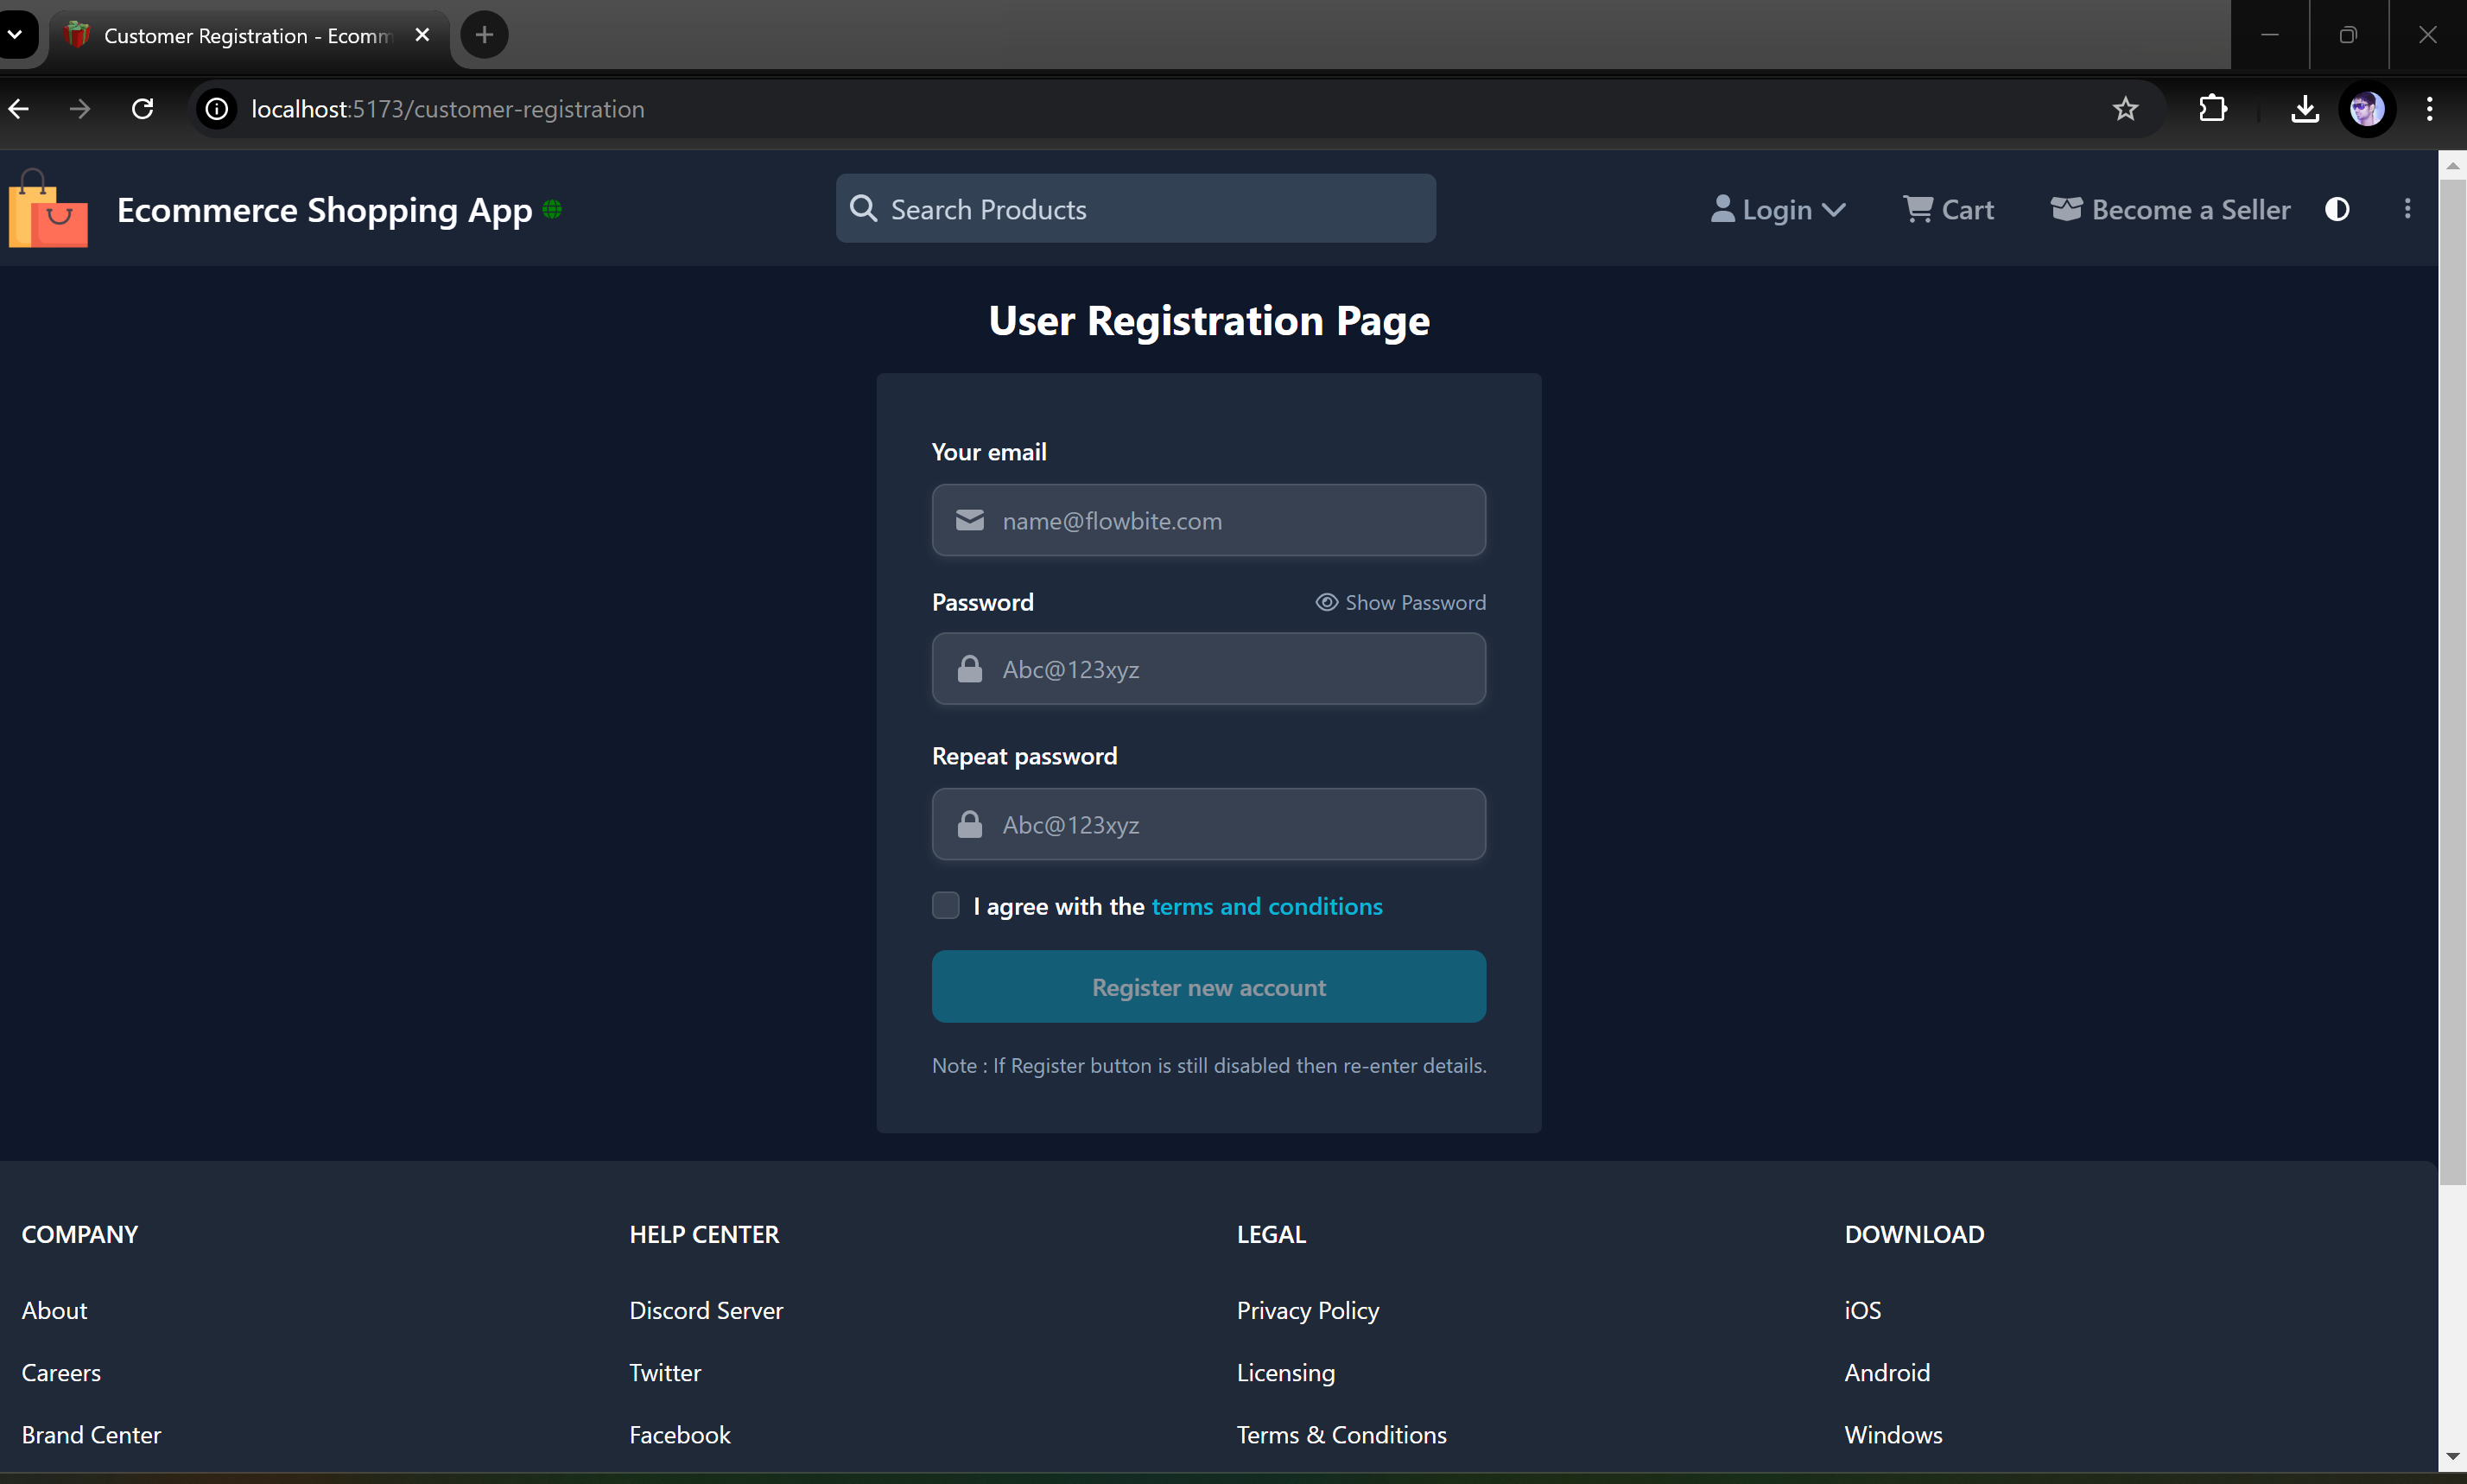 Customer Registration - Ecomm
localhost:5173/customer-registration
Ecommerce Shopping App
Search Products
Login
Cart
Become a Seller
User Registration Page
Your email
name@flowbite.com
Password
Show Password
Abc@123xyz
Repeat password
Abc@123xyz
I agree with the terms and conditions
Register new account
Note : If Register button is still disabled then re-enter details.
COMPANY
About
Careers
Brand Center
HELP CENTER
Discord Server
Twitter
Facebook
LEGAL
Privacy Policy
Licensing
Terms & Conditions
DOWNLOAD
iOS
Android
Windows